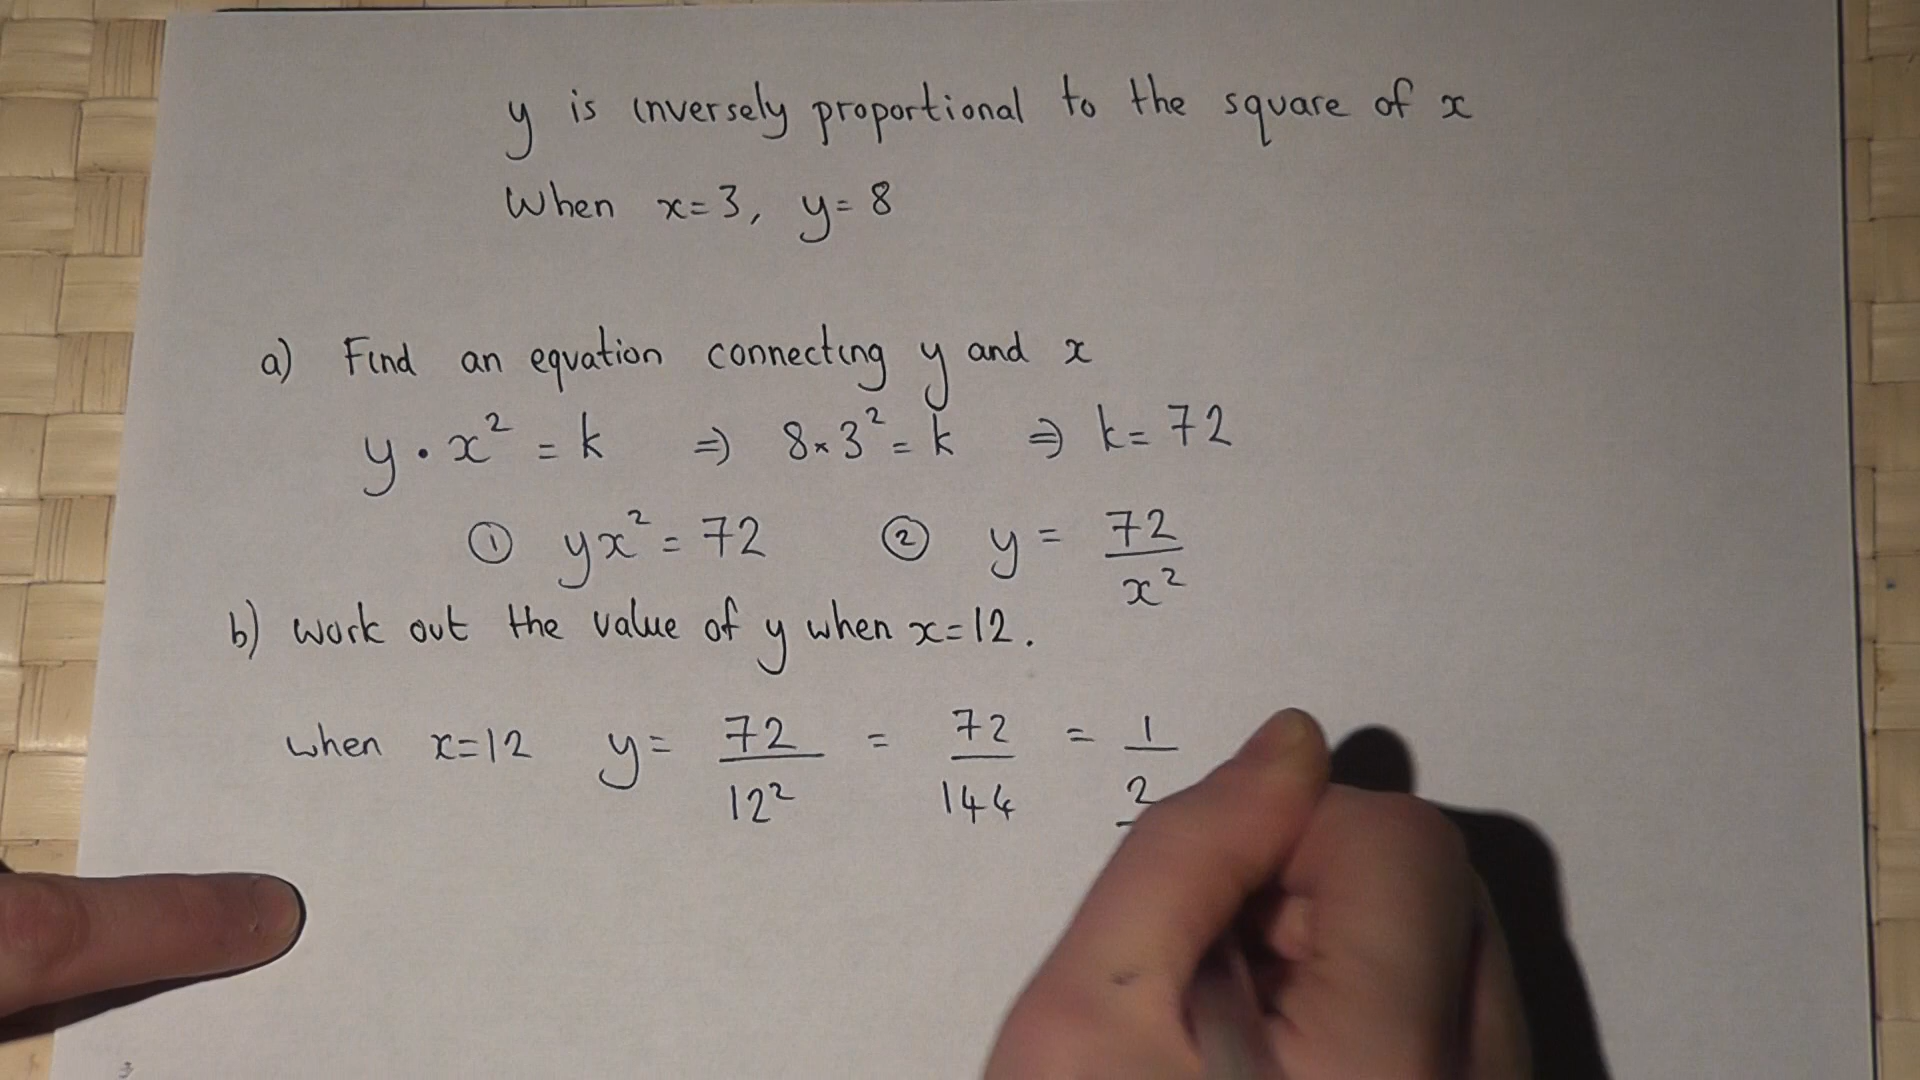 y is inversely proportional to the square of x
When x=3, y=8
a) Find an equation connecting y and x
y · x² = k ⇒ 8×3² = k ⇒ k=72
① yx² = 72 ② y = 72/x²
b) work out the value of y when x=12.
when x=12 y= 72/12² = 72/144 = 1/2
3